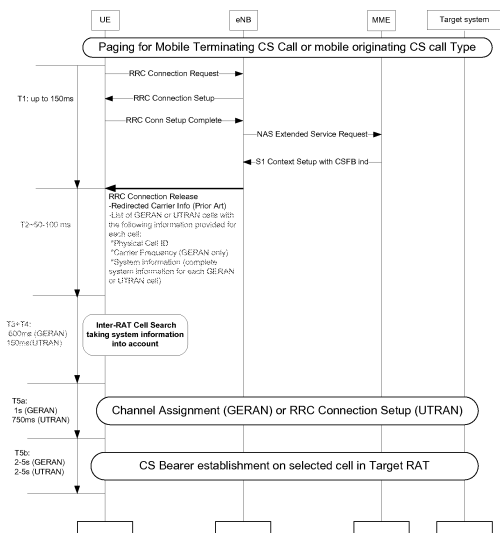 UE
eNB
MME
Target system
Paging for Mobile Terminating CS Call or mobile originating CS call Type
RRC Connection Request
T1: up to 150ms
RRC Connection Setup
RRC Conn Setup Complete
NAS Extended Service Request
S1 Context Setup with CSFB ind
RRC Connection Release
-Redirected Carrier Info (Prior Art)
-List of GERAN or UTRAN cells with
the following information provided for
each cell:
*Physical Cell ID
*Carrier Frequency (GERAN only)
*System Information (complete
system information for each GERAN
or UTRAN cell)
T2~50-100 ms
T3+T4:
600ms (GERAN)
150ms(UTRAN)
Inter-RAT Cell Search
taking system information
into account
T5a:
1s (GERAN)
750ms (UTRAN)
Channel Assignment (GERAN) or RRC Connection Setup (UTRAN)
T5b:
2-5s (GERAN)
2-5s (UTRAN)
CS Bearer establishment on selected cell in Target RAT